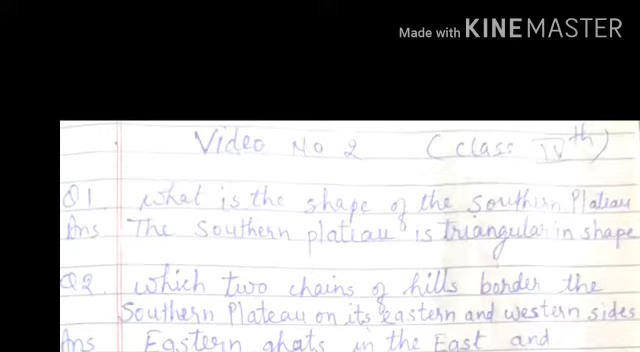 Made with KINEMASTER
Video No 2 (class IVth)
Q1 what is the shape of the Southern Plateau
Ans The Southern plateau is triangular in shape
Q2. which two chains of hills border the
Southern Plateau on its eastern and western sides
Ans Eastern ghats in the East and